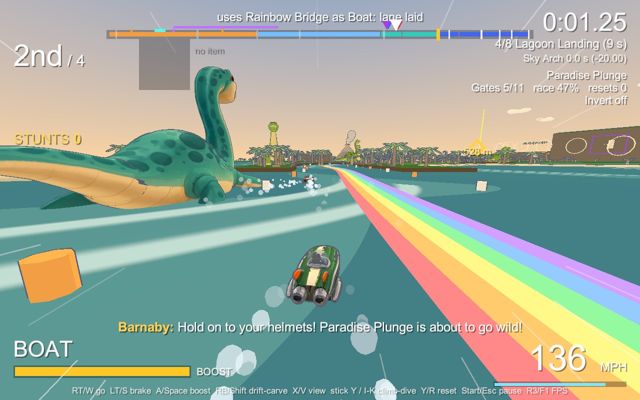 uses Rainbow Bridge as Boat: lane laid
0:01.25
2nd / 4
no item
4/8 Lagoon Landing (9 s)
Sky Arch 0.0 s (-20.00)
Paradise Plunge
Gates 5/11 race 47% resets 0
Invert off
STUNTS 0
Barnaby: Hold on to your helmets! Paradise Plunge is about to go wild!
BOAT
BOOST
136 MPH
RT/W go LT/S brake A/Space boost RB/Shift drift-carve X/V view stick Y / I-K climb-dive Y/R reset Start/Esc pause R3/F1 FPS